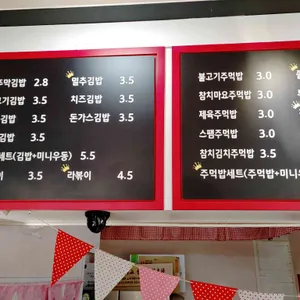 주먹김밥 2.8 열추김밥 3.5
고기김밥 3.5 치즈김밥 3.5
김밥 3.5 돈가스김밥 3.5
김밥 3.5
세트(김밥+미니우동) 5.5
3.5 라볶이 4.5
불고기주먹밥 3.0
참치마요주먹밥 3.0
제육주먹밥 3.0
스팸주먹밥 3.0
참치김치주먹밥 3.5
주먹밥세트(주먹밥+미니우